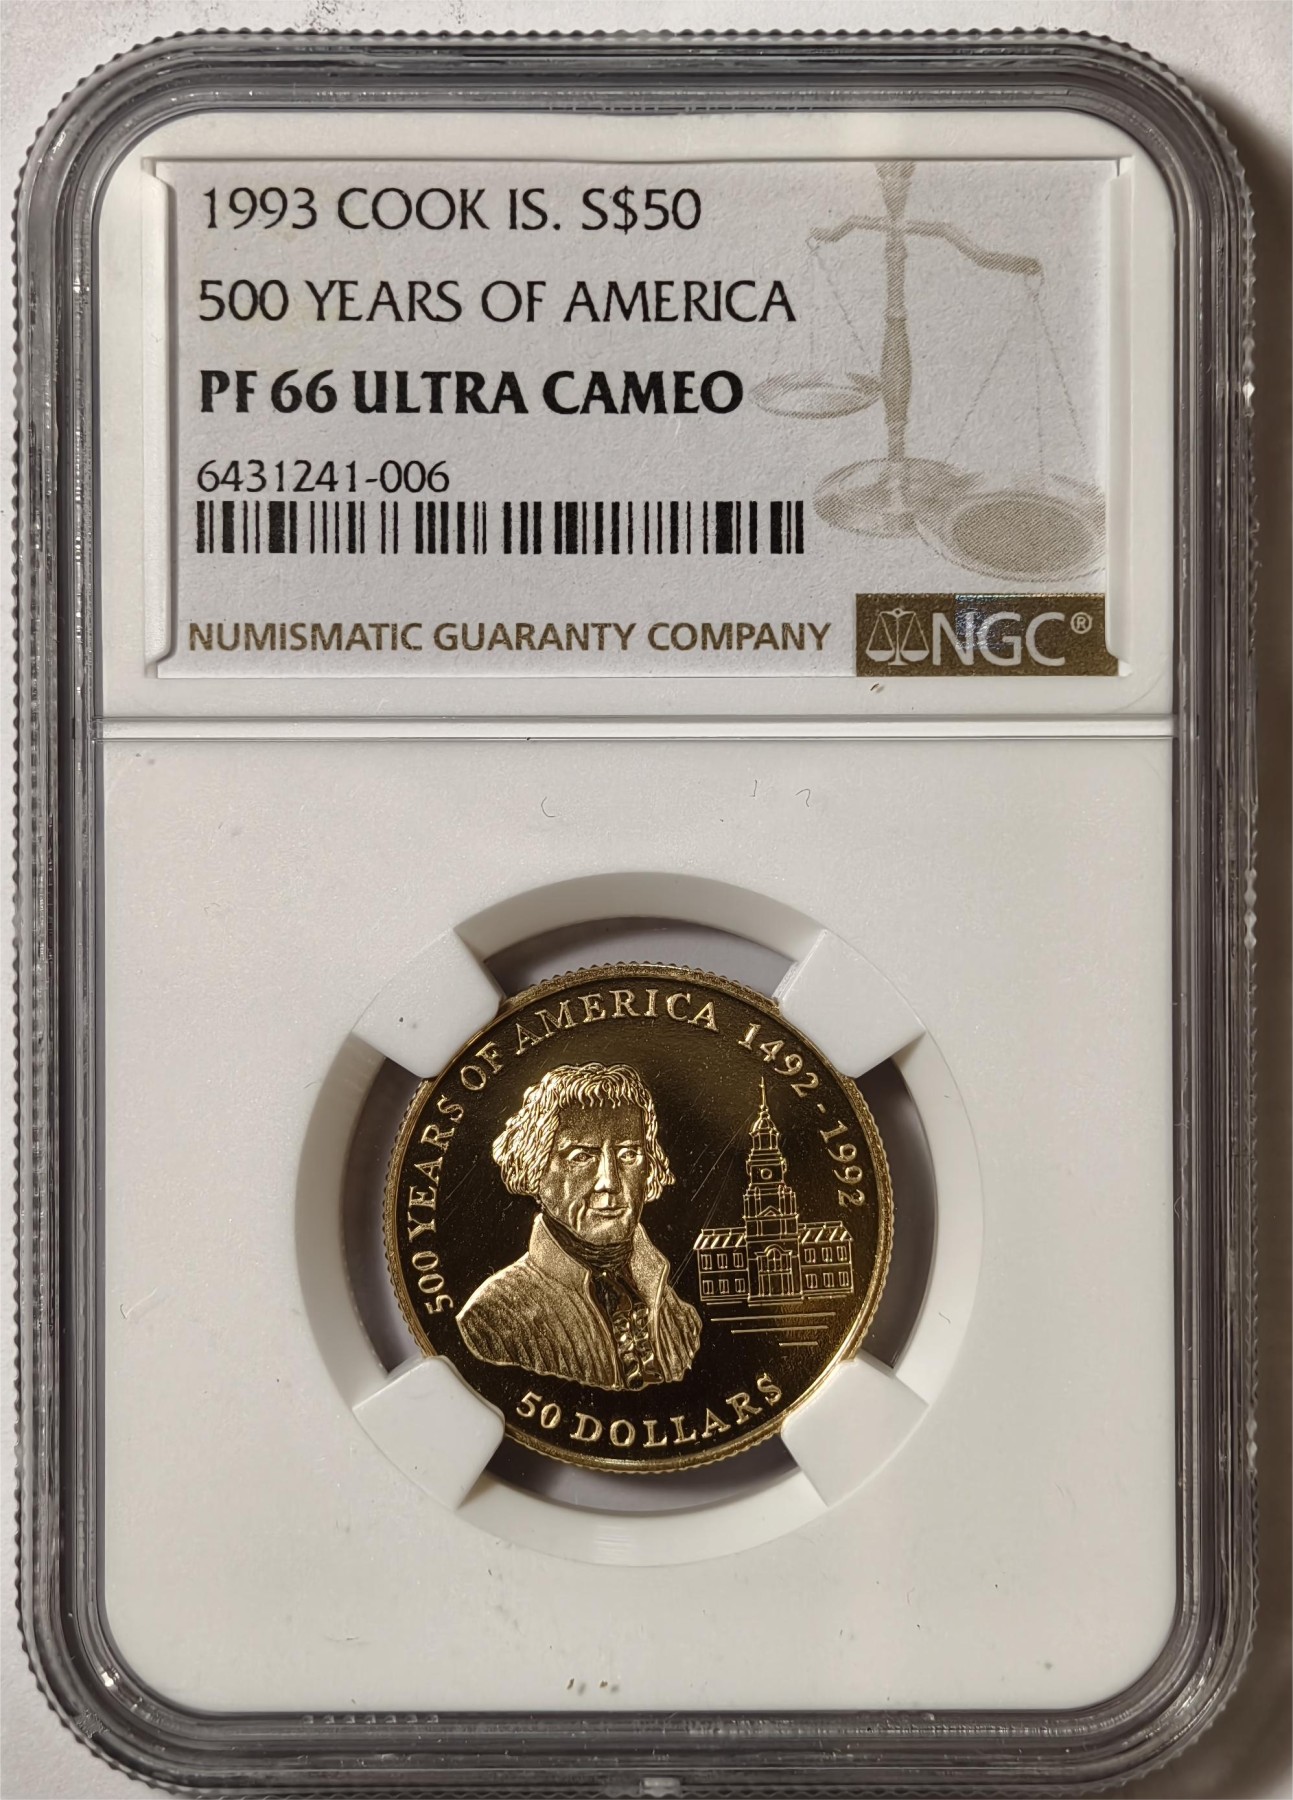 1993 COOK IS. S$50
500 YEARS OF AMERICA
PF 66 ULTRA CAMEO
6431241-006
NUMISMATIC GUARANTY COMPANY
NGC®
500 YEARS OF AMERICA 1492-1992
50 DOLLARS